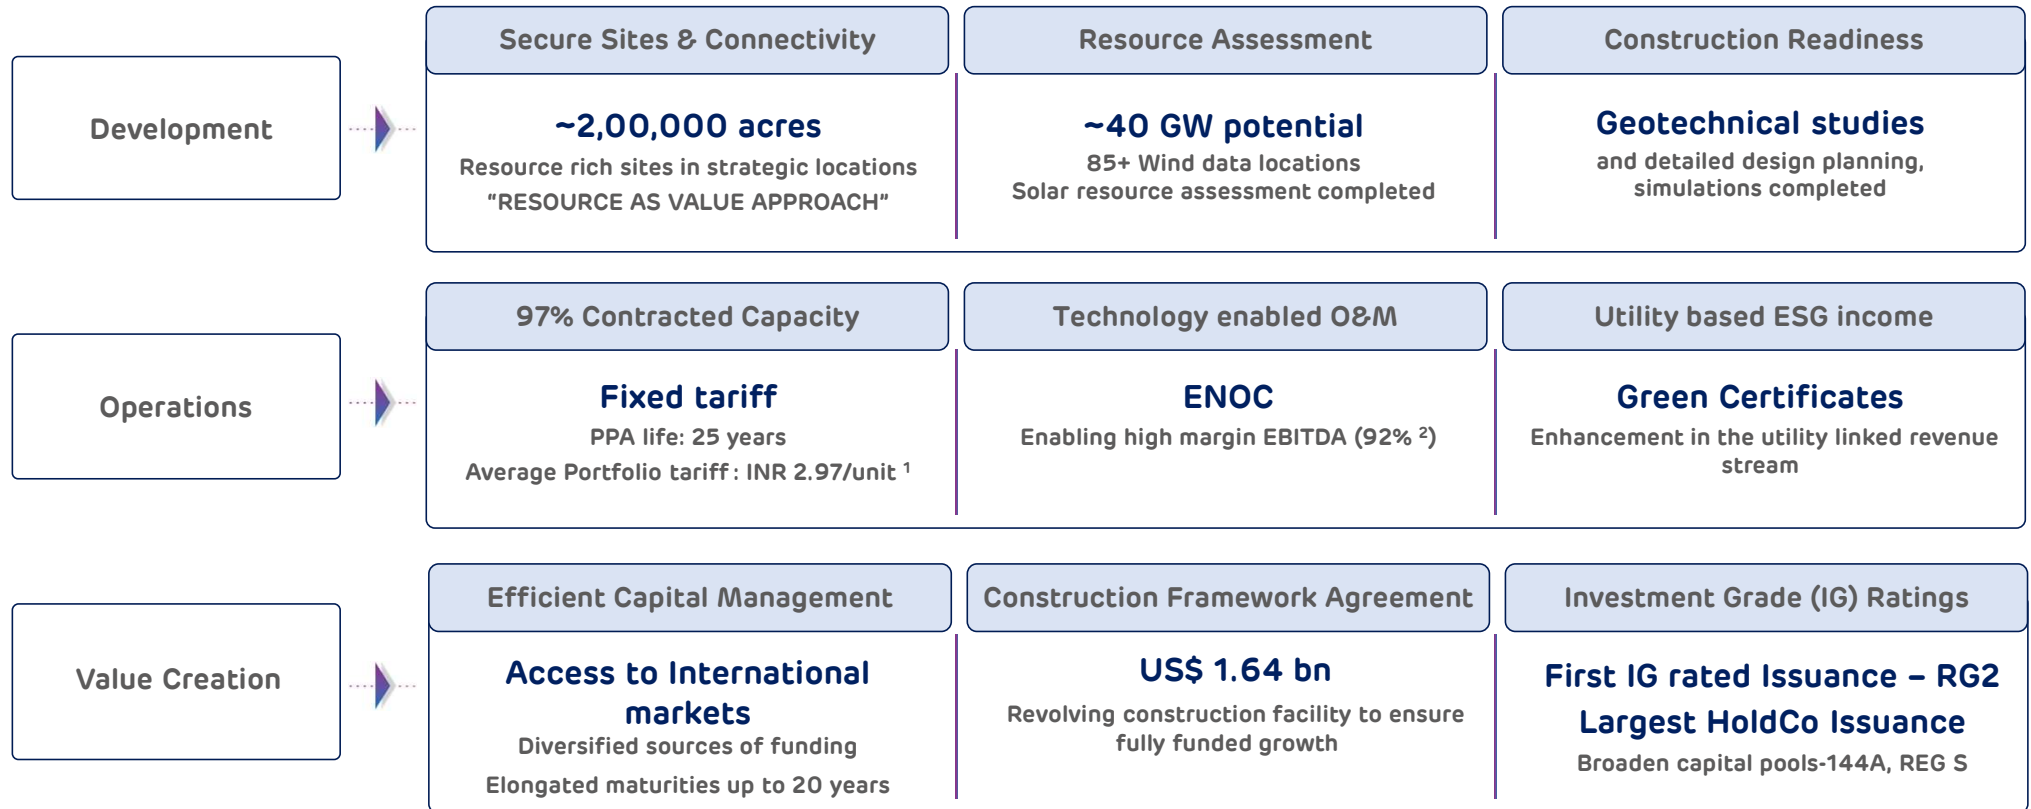 Development
Secure Sites & Connectivity
~2,00,000 acres
Resource rich sites in strategic locations
“RESOURCE AS VALUE APPROACH”
Resource Assessment
~40 GW potential
85+ Wind data locations
Solar resource assessment completed
Construction Readiness
Geotechnical studies
and detailed design planning,
simulations completed
Operations
97% Contracted Capacity
Fixed tariff
PPA life: 25 years
Average Portfolio tariff : INR 2.97/unit ¹
Technology enabled O&M
ENOC
Enabling high margin EBITDA (92% ²)
Utility based ESG income
Green Certificates
Enhancement in the utility linked revenue
stream
Value Creation
Efficient Capital Management
Access to International
markets
Diversified sources of funding
Elongated maturities up to 20 years
Construction Framework Agreement
US$ 1.64 bn
Revolving construction facility to ensure
fully funded growth
Investment Grade (IG) Ratings
First IG rated Issuance – RG2
Largest HoldCo Issuance
Broaden capital pools-144A, REG S